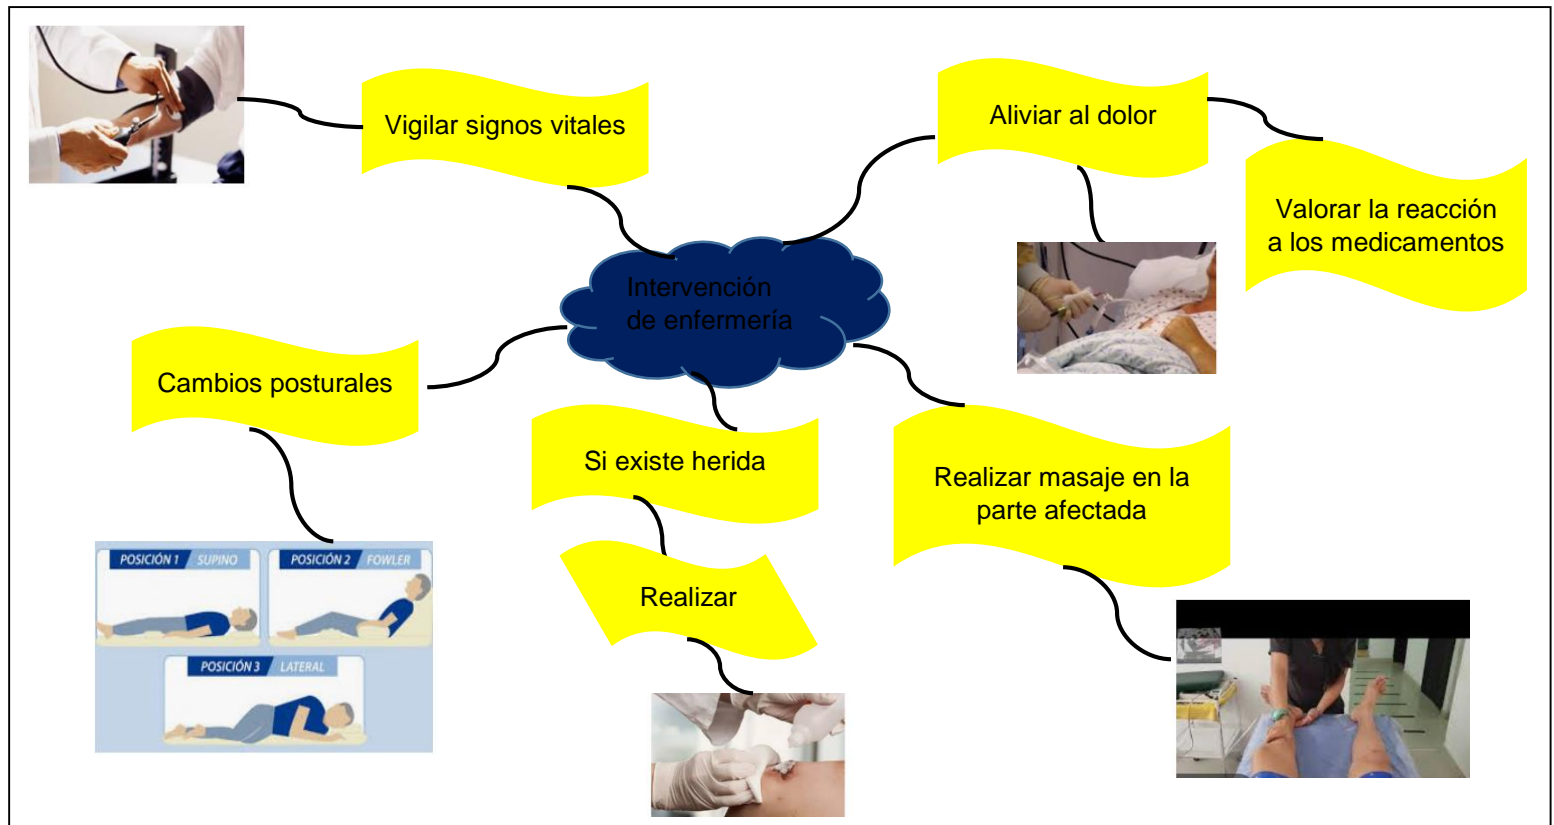 Vigilar signos vitales
Aliviar al dolor
Valorar la reacción
a los medicamentos
Intervención
de enfermería
Cambios posturales
Si existe herida
Realizar masaje en la
parte afectada
Realizar
POSICIÓN 1 SUPINO
POSICIÓN 2 FOWLER
POSICIÓN 3 LATERAL